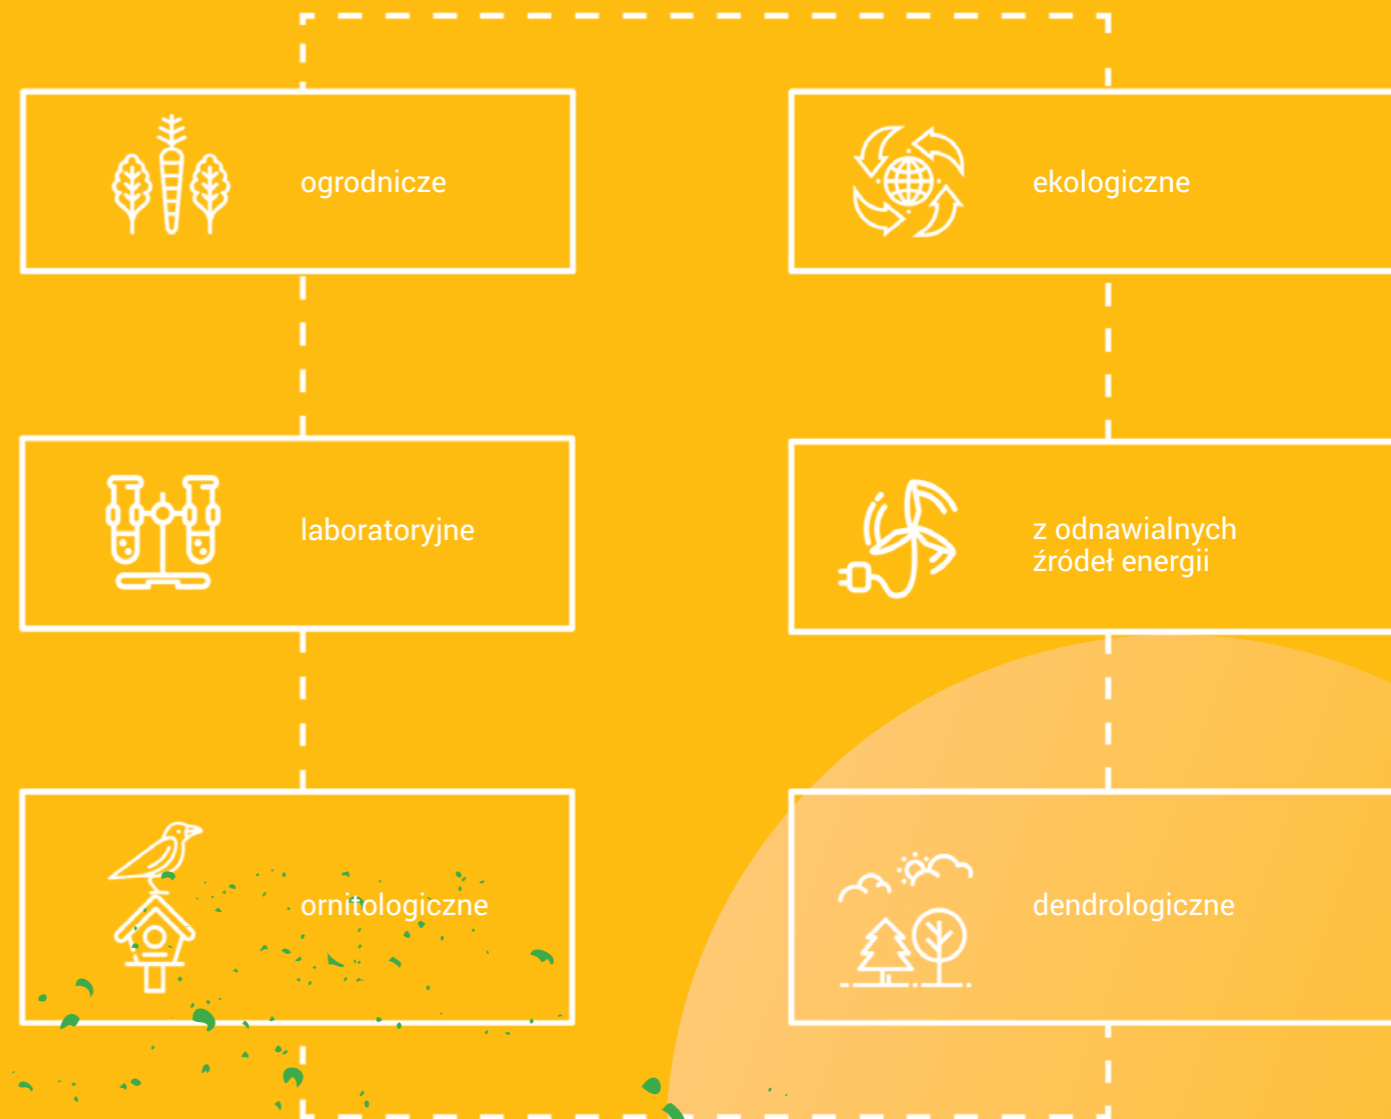 ogrodnicze
ekologiczne
laboratoryjne
z odnawialnych
źródeł energii
ornitologiczne
dendrologiczne